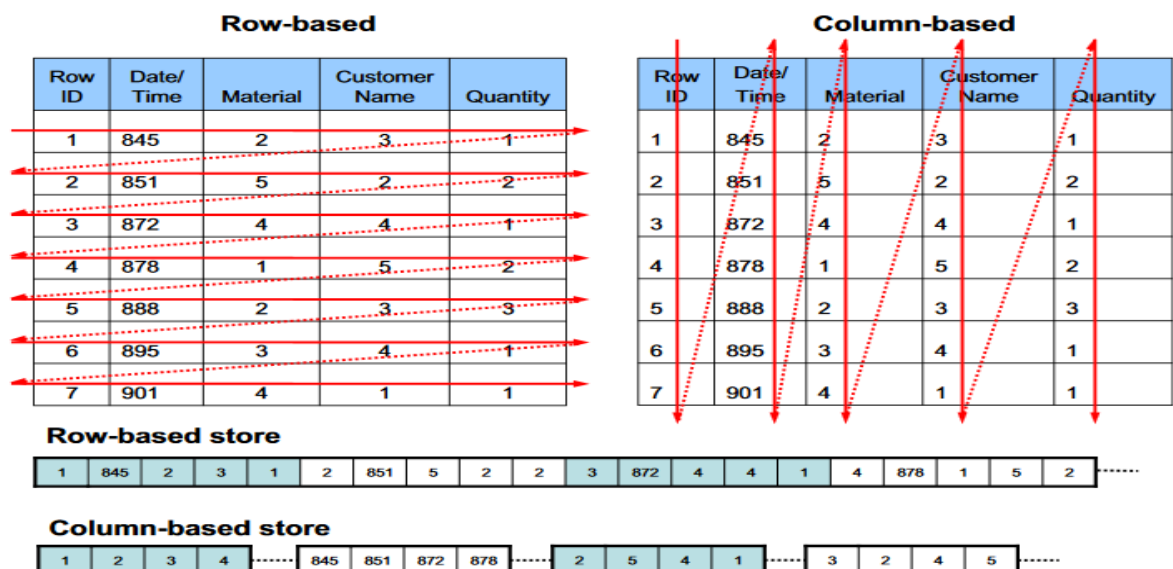 Row-based
Row ID Date/ Time Material Customer Name Quantity
1 845 2 3 1
2 851 5 2 2
3 872 4 4 1
4 878 1 5 2
5 888 2 3 3
6 895 3 4 1
7 901 4 1 1
Column-based
Row ID Date/ Time Material Customer Name Quantity
1 845 2 3 1
2 851 5 2 2
3 872 4 4 1
4 878 1 5 2
5 888 2 3 3
6 895 3 4 1
7 901 4 1 1
Row-based store
1 845 2 3 1 2 851 5 2 2 3 872 4 4 1 4 878 1 5 2
Column-based store
1 2 3 4 845 851 872 878 2 5 4 1 3 2 4 5